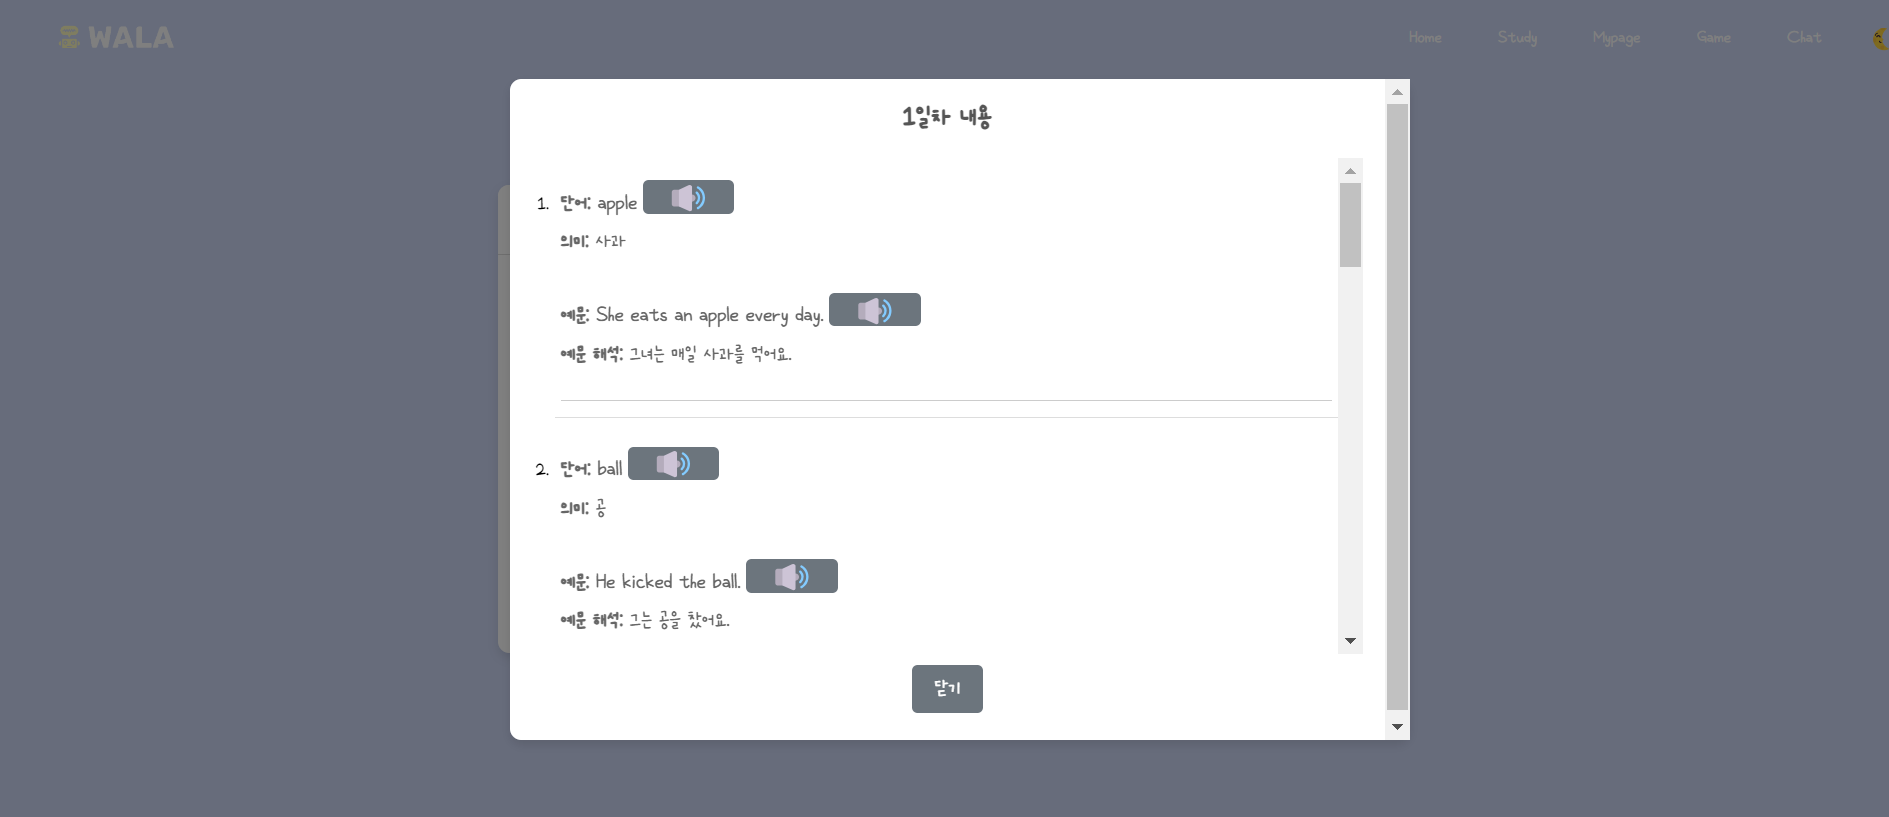 WALA
Home Study Mypage Game Chat
1일차 내용
1. 단어: apple
의미: 사과
예문: She eats an apple every day.
예문 해석: 그녀는 매일 사과를 먹어요.
2. 단어: ball
의미: 공
예문: He kicked the ball.
예문 해석: 그는 공을 찼어요.
닫기